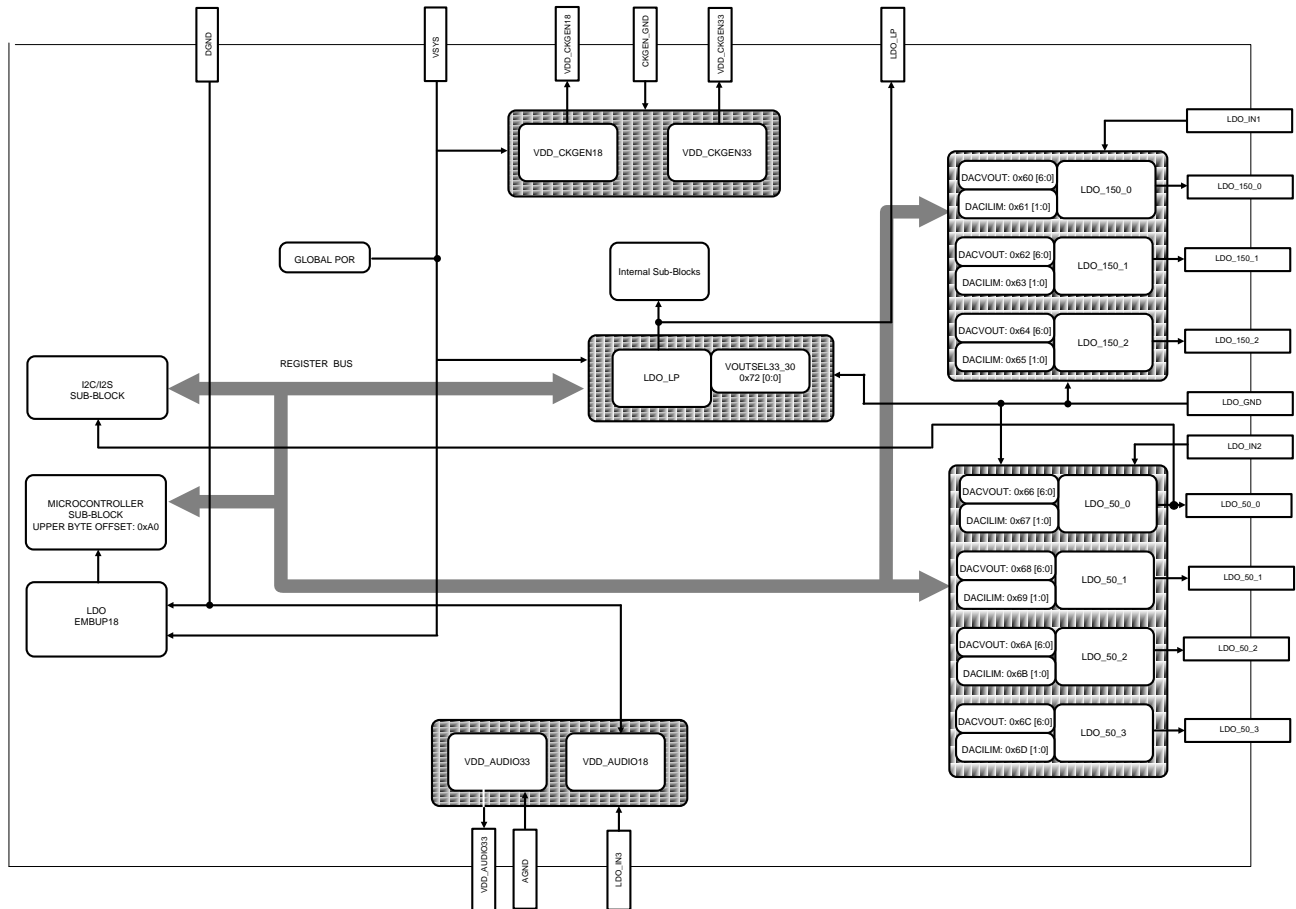 DGND
VSYS
VDD_CKGEN18
CKGEN_GND
VDD_CKGEN33
LDO_LP
VDD_CKGEN18
VDD_CKGEN33
LDO_IN1
DACVOUT: 0x60 [6:0]
DACILIM: 0x61 [1:0]
LDO_150_0
LDO_150_0
DACVOUT: 0x62 [6:0]
DACILIM: 0x63 [1:0]
LDO_150_1
LDO_150_1
DACVOUT: 0x64 [6:0]
DACILIM: 0x65 [1:0]
LDO_150_2
LDO_150_2
GLOBAL POR
Internal Sub-Blocks
REGISTER BUS
I2C/I2S
SUB-BLOCK
LDO_LP
VOUTSEL33_30
0x72 [0:0]
LDO_GND
LDO_IN2
MICROCONTROLLER
SUB-BLOCK
UPPER BYTE OFFSET: 0xA0
DACVOUT: 0x66 [6:0]
DACILIM: 0x67 [1:0]
LDO_50_0
LDO_50_0
LDO
EMBUP18
DACVOUT: 0x68 [6:0]
DACILIM: 0x69 [1:0]
LDO_50_1
LDO_50_1
DACVOUT: 0x6A [6:0]
DACILIM: 0x6B [1:0]
LDO_50_2
LDO_50_2
DACVOUT: 0x6C [6:0]
DACILIM: 0x6D [1:0]
LDO_50_3
LDO_50_3
VDD_AUDIO33
VDD_AUDIO18
VDD_AUDIO33
AGND
LDO_IN3